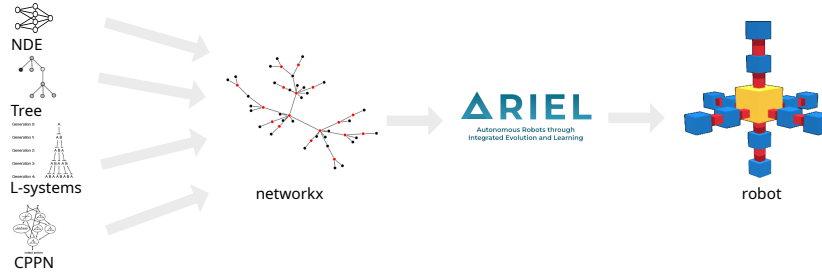 NDE
Tree
Generation 0 A
Generation 1 A B
Generation 2 A B A
Generation 3 A B A A B
Generation 4 A B A A B A B A
L-systems
CPPN
networkx
ARIEL
Autonomous Robots through
Integrated Evolution and Learning
robot